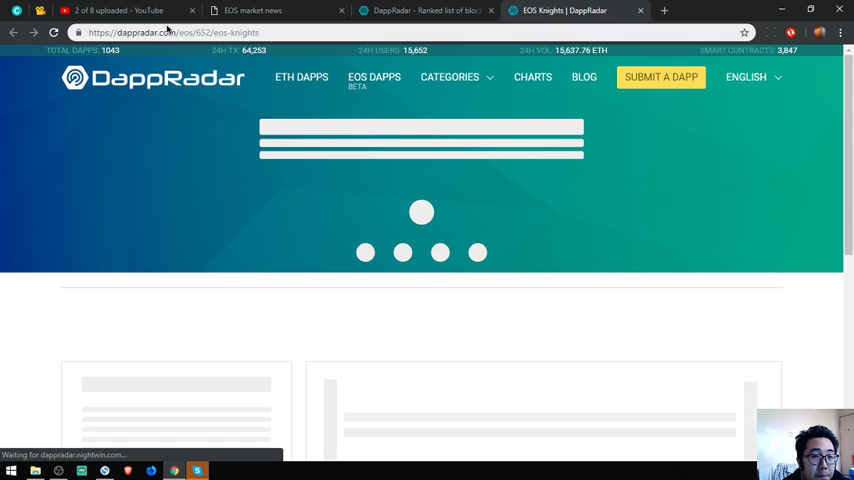 2 of 8 uploaded - YouTube
EOS market news
DappRadar - Ranked list of bloc
EOS Knights | DappRadar
https://dappradar.com/eos/652/eos-knights
TOTAL DAPPS: 1043
24H TX: 64,253
24H USERS: 15,652
24H VOL: 15,637.76 ETH
SMART CONTRACTS: 3,847
DappRadar
ETH DAPPS
EOS DAPPS
BETA
CATEGORIES
CHARTS
BLOG
SUBMIT A DAPP
ENGLISH
Waiting for dappradar.nightwin.com...